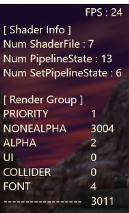 FPS : 24
[ Shader Info ]
Num ShaderFile : 7
Num PipelineState : 13
Num SetPipelineState : 6
[ Render Group ]
PRIORITY 1
NONEALPHA 3004
ALPHA 2
UI 0
COLLIDER 0
FONT 4
------------------ 3011